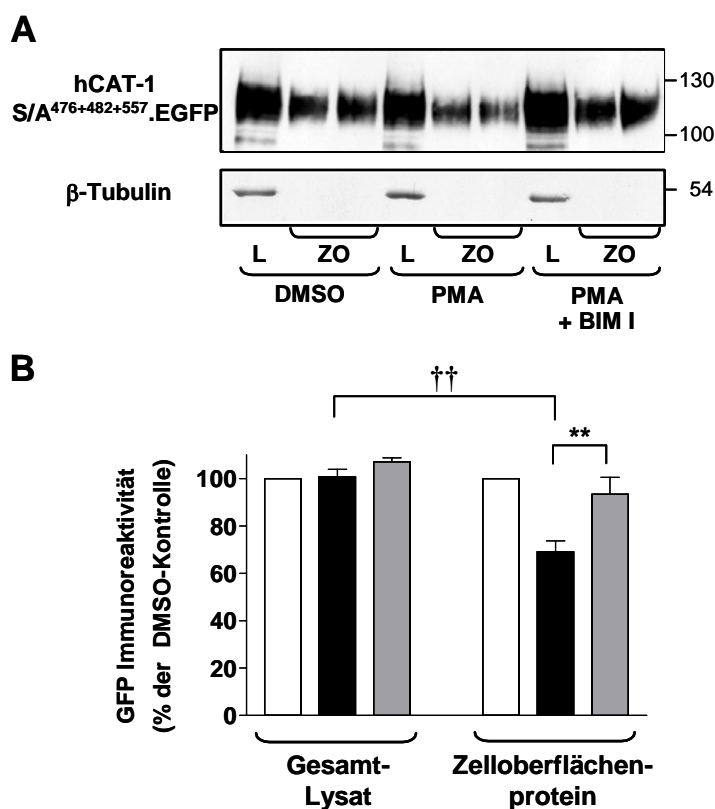 A
hCAT-1
S/A476+482+557.EGFP
130
100
β-Tubulin
54
L ZO L ZO L ZO
DMSO PMA PMA
+ BIM I
B
††
**
GFP Immunoreaktivität
(% der DMSO-Kontrolle)
100
80
60
40
20
0
Gesamt-
Lysat
Zelloberflächen-
protein